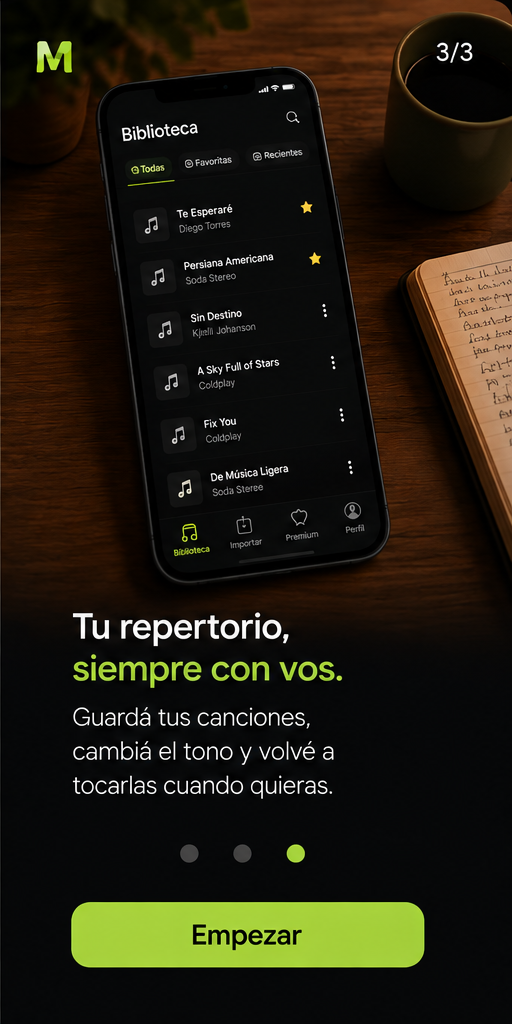 M
3/3
Biblioteca
Todas
Favoritas
Recientes
Te Esperaré
Diego Torres
Persiana Americana
Soda Stereo
Sin Destino
Johanson
A Sky Full of Stars
Coldplay
Fix You
Coldplay
De Música Ligera
Soda Steree
Biblioteca
Importar
Premium
Perfil
Tu repertorio,
siempre con vos.
Guardá tus canciones,
cambiá el tono y volvé a
tocarlas cuando quieras.
Empezar